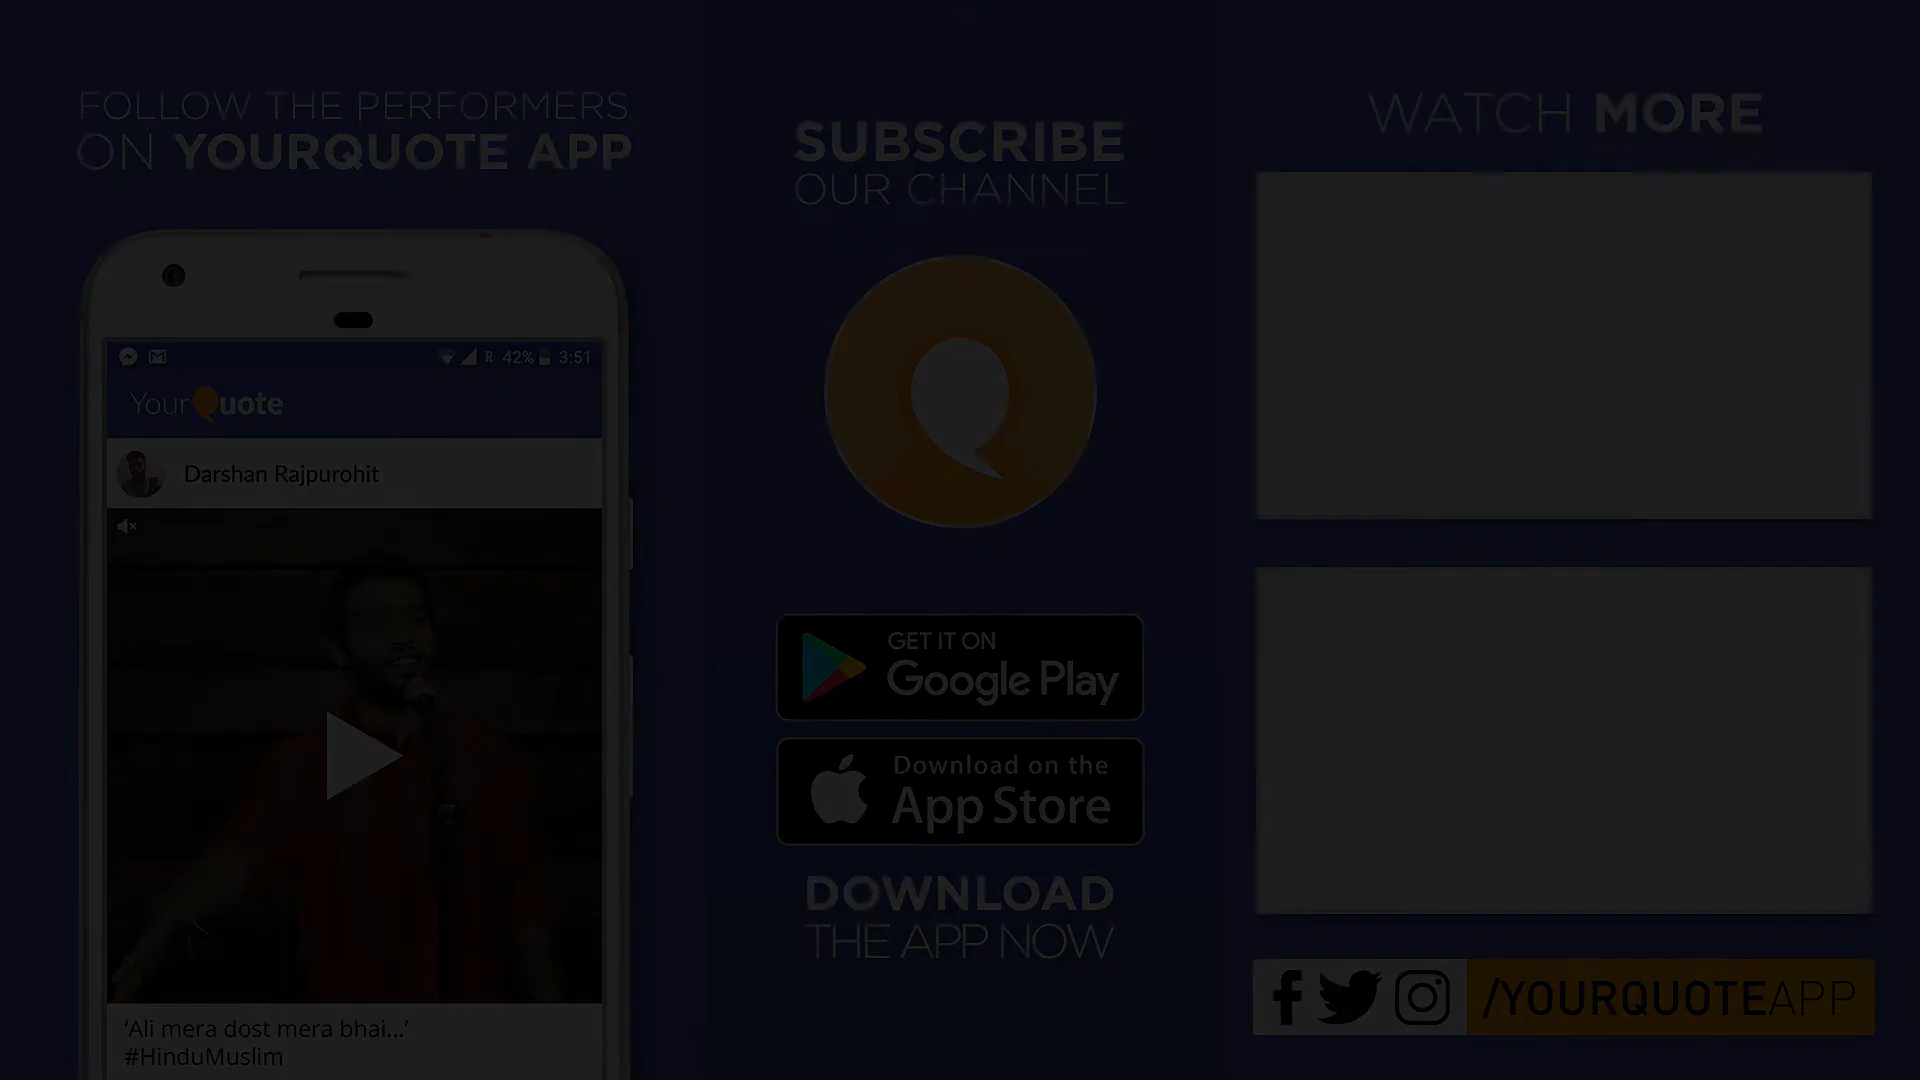 FOLLOW THE PERFORMERS
ON YOURQUOTE APP
R 42% 3:51
YourQuote
Darshan Rajpurohit
'Ali mera dost mera bhai...'
#HinduMuslim
SUBSCRIBE
OUR CHANNEL
GET IT ON
Google Play
Download on the
App Store
DOWNLOAD
THE APP NOW
WATCH MORE
/YOURQUOTEAPP